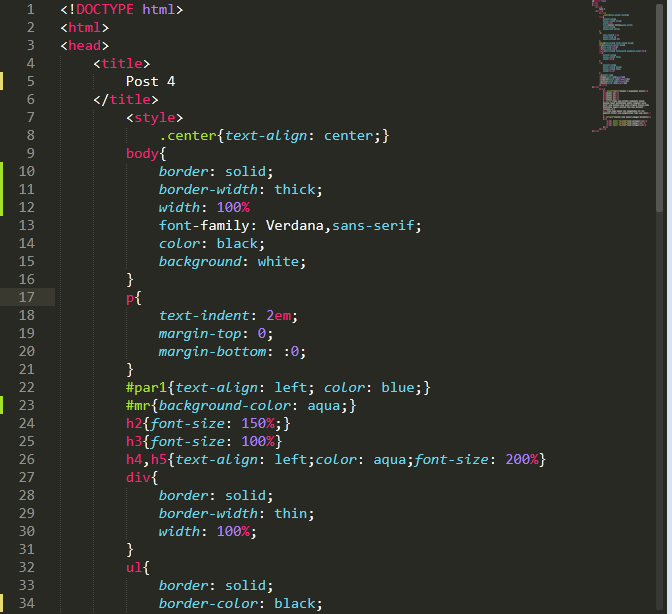 1 <!DOCTYPE html>
2 <html>
3 <head>
4 <title>
5 Post 4
6 </title>
7 <style>
8 .center{text-align: center;}
9 body{
10 border: solid;
11 border-width: thick;
12 width: 100%
13 font-family: Verdana,sans-serif;
14 color: black;
15 background: white;
16 }
17 p{
18 text-indent: 2em;
19 margin-top: 0;
20 margin-bottom: :0;
21 }
22 #par1{text-align: left; color: blue;}
23 #mr{background-color: aqua;}
24 h2{font-size: 150%;}
25 h3{font-size: 100%}
26 h4,h5{text-align: left;color: aqua;font-size: 200%}
27 div{
28 border: solid;
29 border-width: thin;
30 width: 100%;
31 }
32 ul{
33 border: solid;
34 border-color: black;